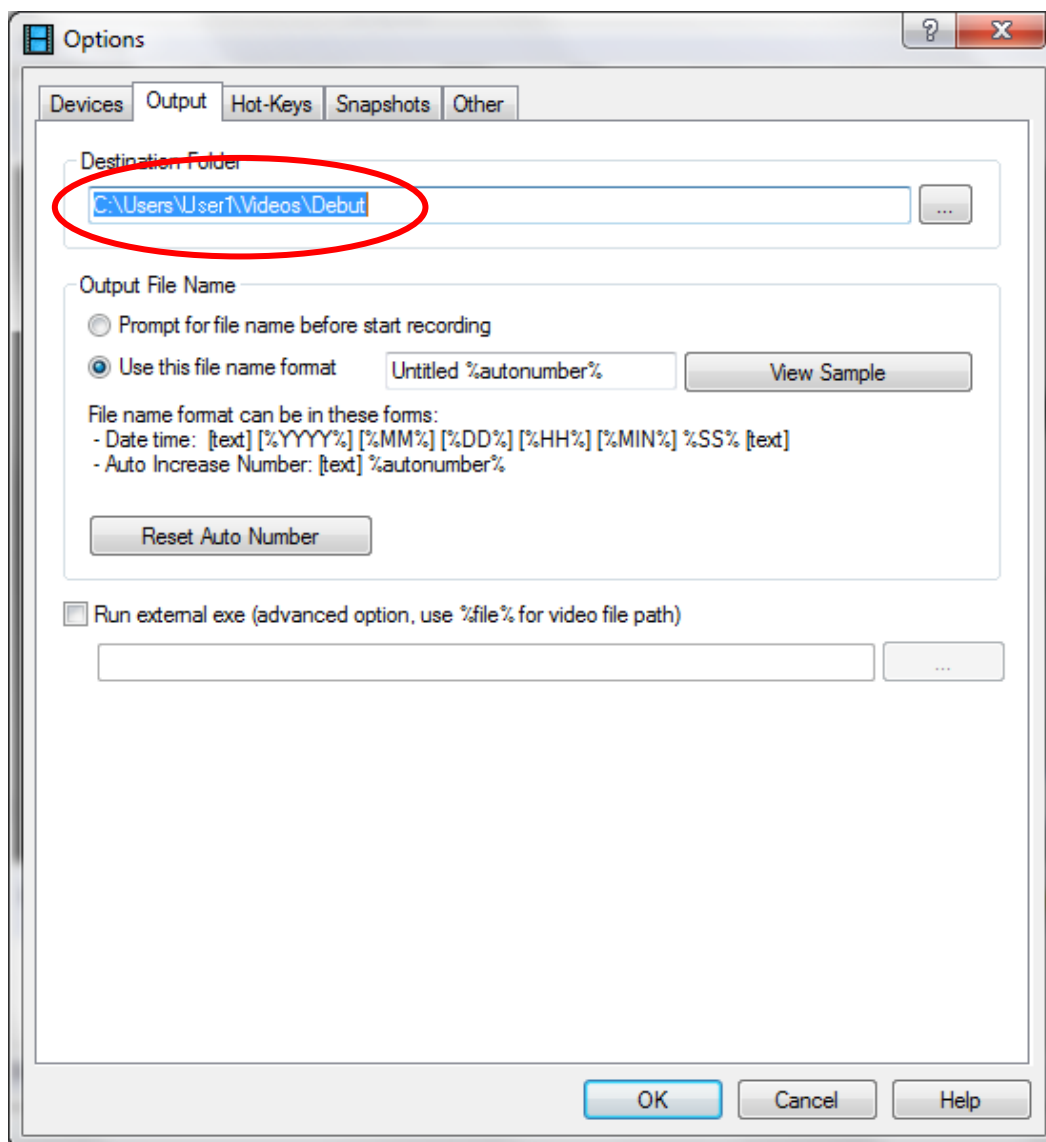 Options
Devices Output Hot-Keys Snapshots Other
Destination Folder
C:\Users\User1\Videos\Debut ...
Output File Name
Prompt for file name before start recording
Use this file name format Untitled %autonumber% View Sample
File name format can be in these forms:
- Date time: [text] [%YYYY%] [%MM%] [%DD%] [%HH%] [%MIN%] %SS% [text]
- Auto Increase Number: [text] %autonumber%
Reset Auto Number
Run external exe (advanced option, use %file% for video file path)
...
OK Cancel Help